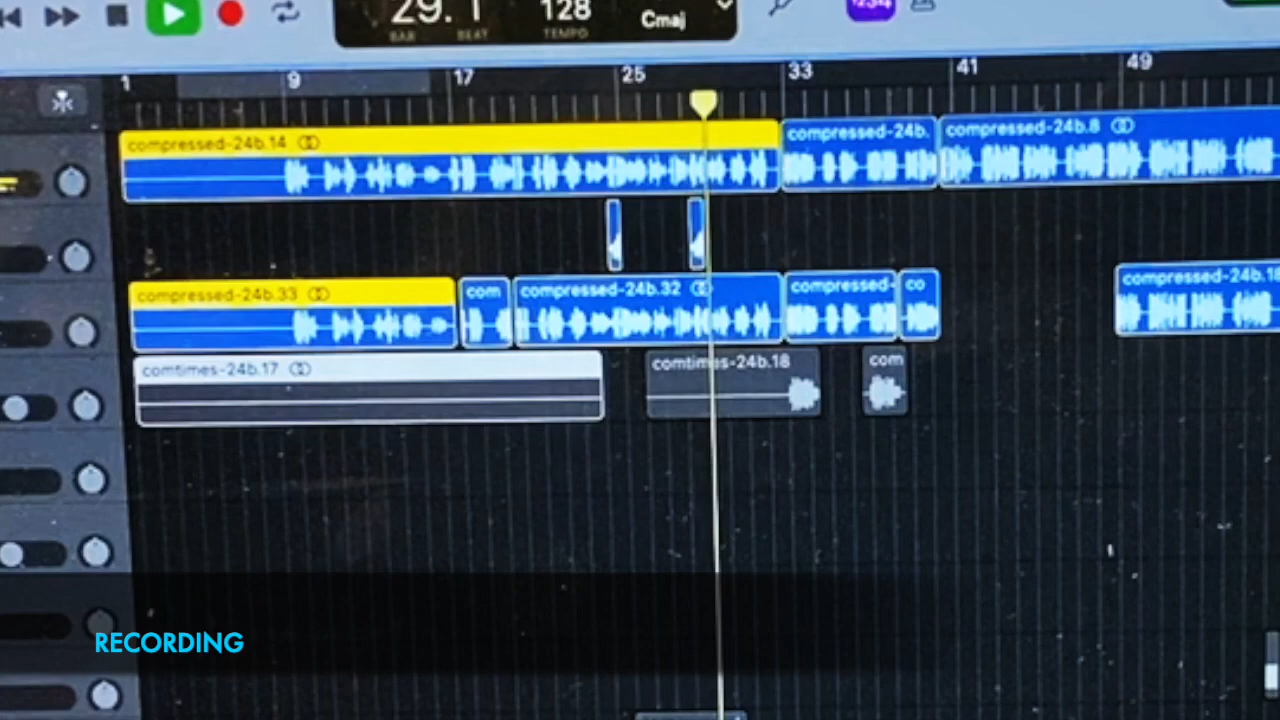 29. 1
128
Cmaj
1234
BAR BEAT TEMPO
1 9 17 25 33 41 49
compressed-24b.14
compressed-24b.
compressed-24b.8
compressed-24b.33
com
compressed-24b.32
compressed-
co
compressed-24b.18
comtimes-24b.17
comtimes-24b.18
com
RECORDING